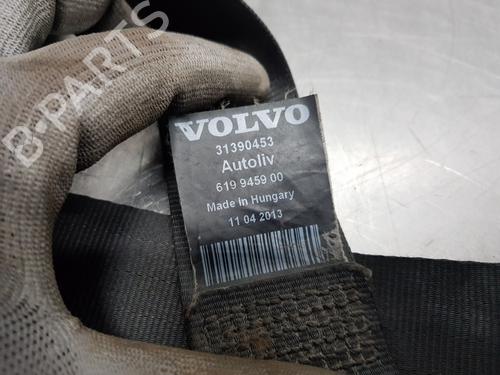 B-PARTS
VOLVO
31390453
Autoliv
619 9459 00
Made In Hungary
11 04 2013